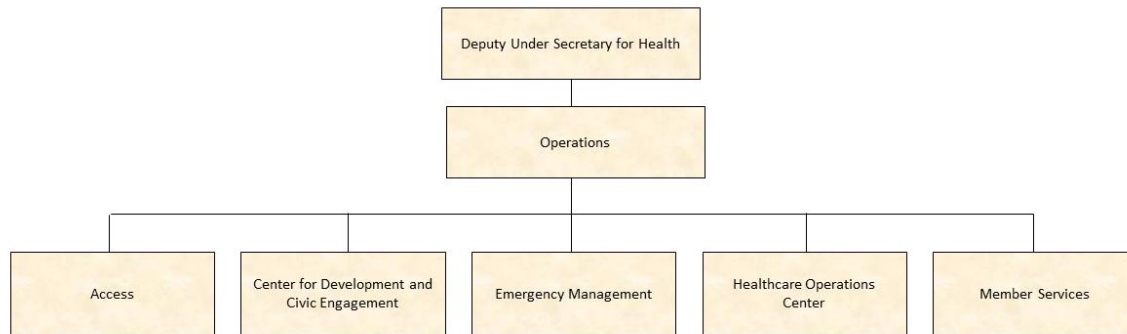 Deputy Under Secretary for Health
Operations
Access
Center for Development and
Civic Engagement
Emergency Management
Healthcare Operations
Center
Member Services